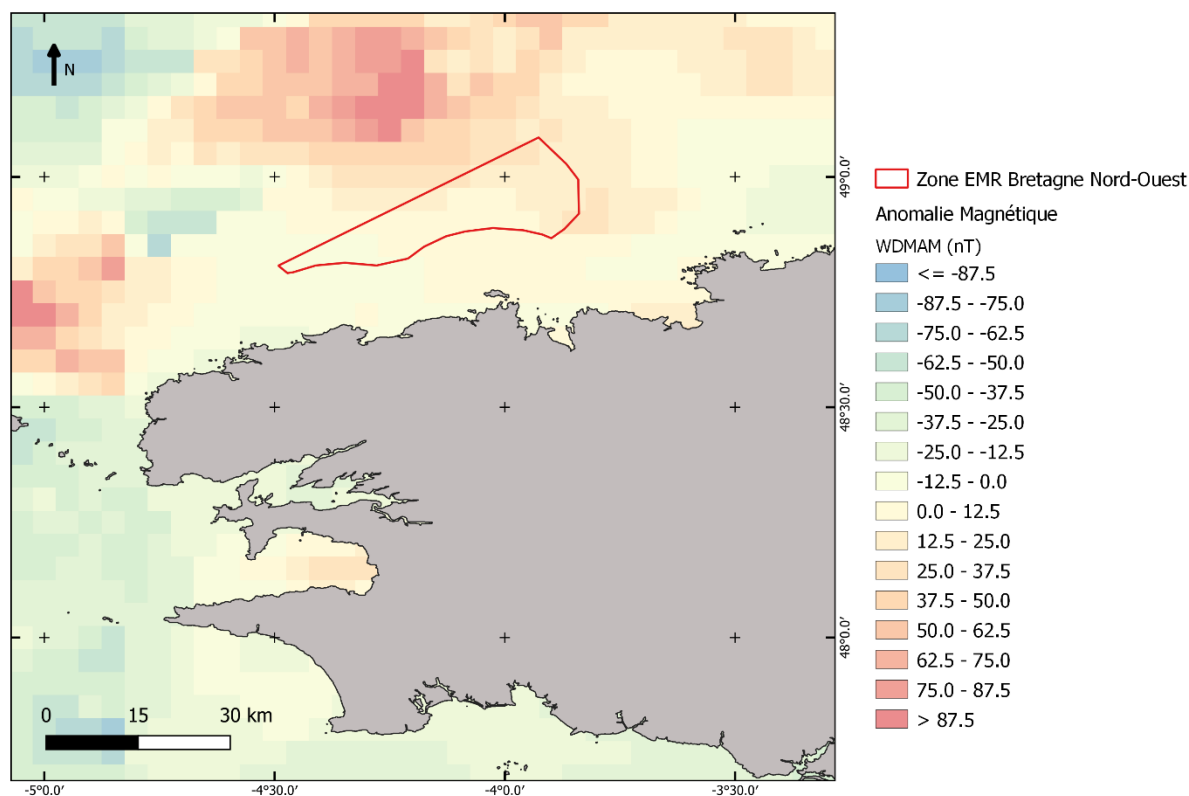 N
49°0.0'
48°30.0'
48°0.0'
0 15 30 km
-5°0.0' -4°30.0' -4°0.0' -3°30.0'
Zone EMR Bretagne Nord-Ouest
Anomalie Magnétique
WDMAM (nT)
<= -87.5
-87.5 - -75.0
-75.0 - -62.5
-62.5 - -50.0
-50.0 - -37.5
-37.5 - -25.0
-25.0 - -12.5
-12.5 - 0.0
0.0 - 12.5
12.5 - 25.0
25.0 - 37.5
37.5 - 50.0
50.0 - 62.5
62.5 - 75.0
75.0 - 87.5
> 87.5